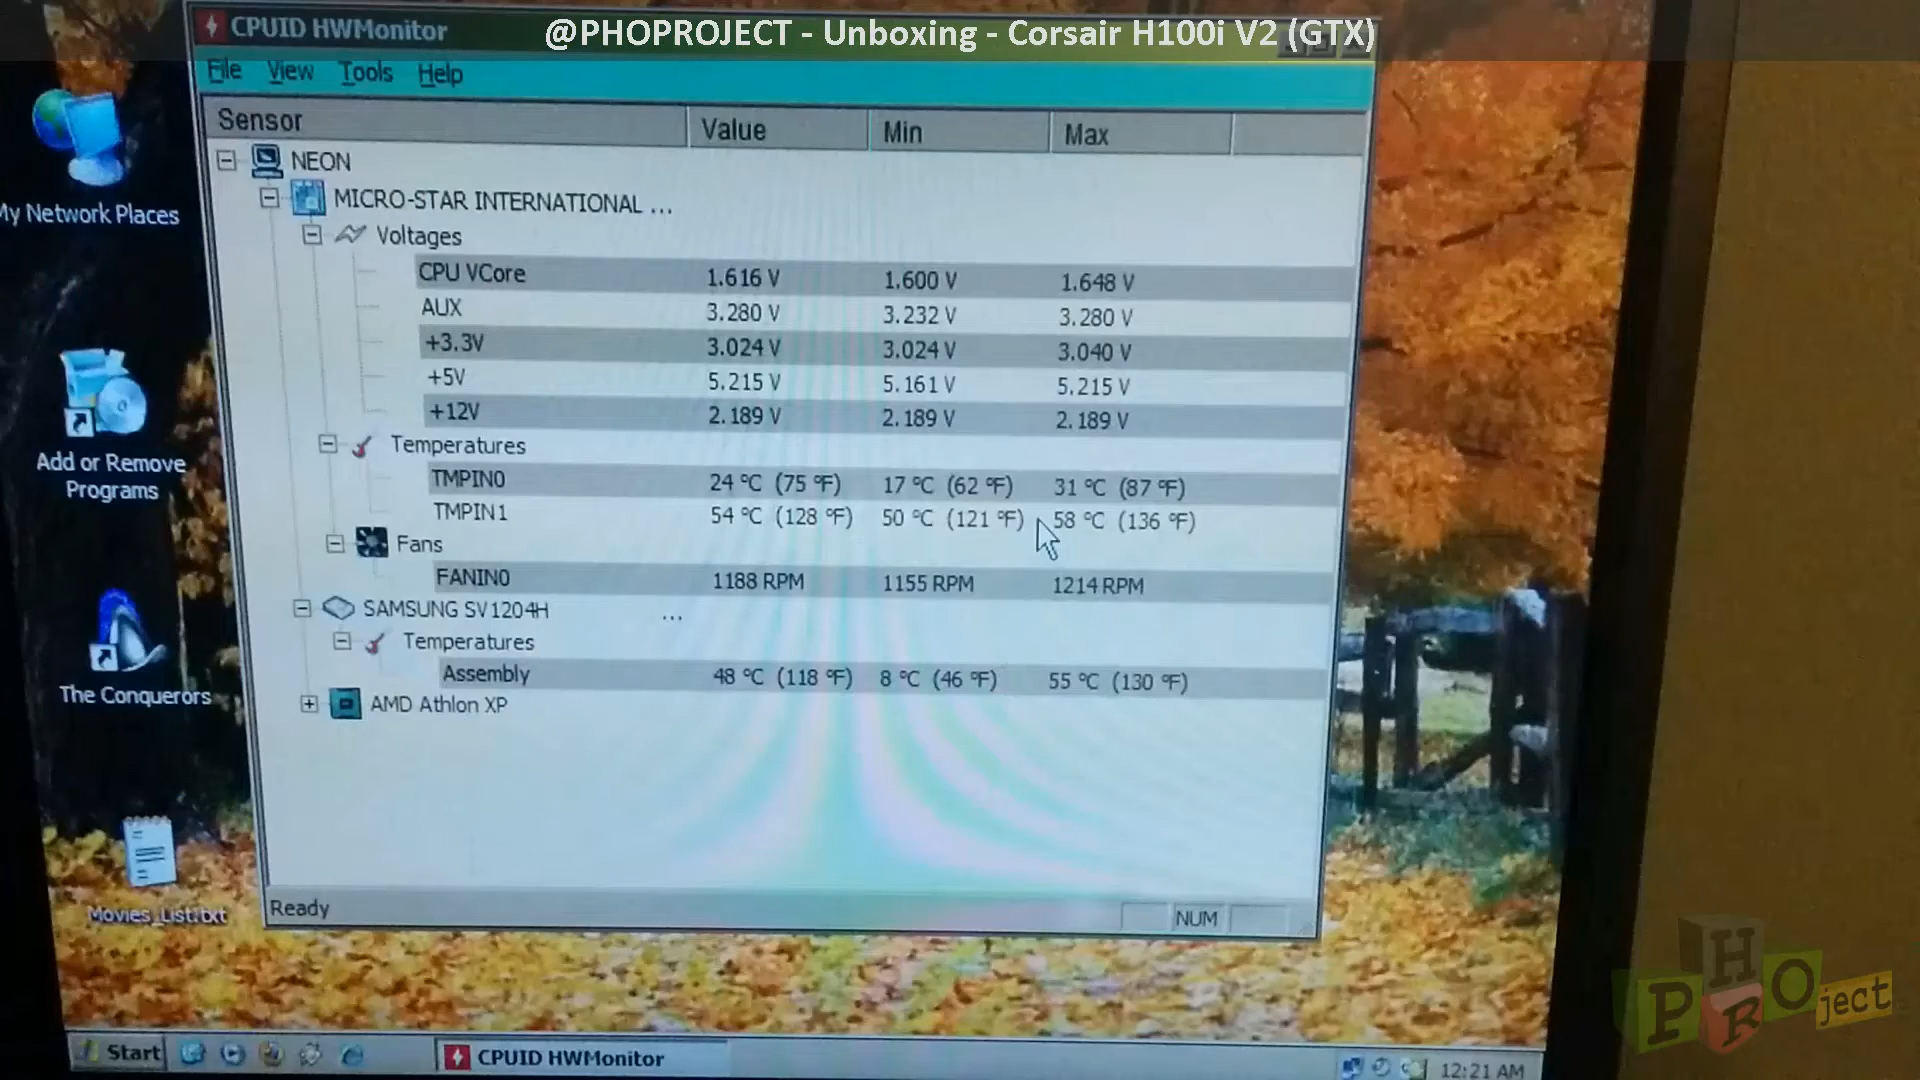 @PHOPROJECT - Unboxing - Corsair H100i V2 (GTX)
CPUID HWMonitor
File View Tools Help
Sensor Value Min Max
NEON
MICRO-STAR INTERNATIONAL ...
Voltages
CPU VCore 1.616 V 1.600 V 1.648 V
AUX 3.280 V 3.232 V 3.280 V
+3.3V 3.024 V 3.024 V 3.040 V
+5V 5.215 V 5.161 V 5.215 V
+12V 2.189 V 2.189 V 2.189 V
Temperatures
TMPIN0 24 °C (75 °F) 17 °C (62 °F) 31 °C (87 °F)
TMPIN1 54 °C (128 °F) 50 °C (121 °F) 58 °C (136 °F)
Fans
FANIN0 1188 RPM 1155 RPM 1214 RPM
SAMSUNG SV1204H ...
Temperatures
Assembly 48 °C (118 °F) 8 °C (46 °F) 55 °C (130 °F)
AMD Athlon XP
Ready NUM
My Network Places
Add or Remove
Programs
The Conquerors
Movies_List.txt
Start CPUID HWMonitor 12:21 AM
PHOPROject